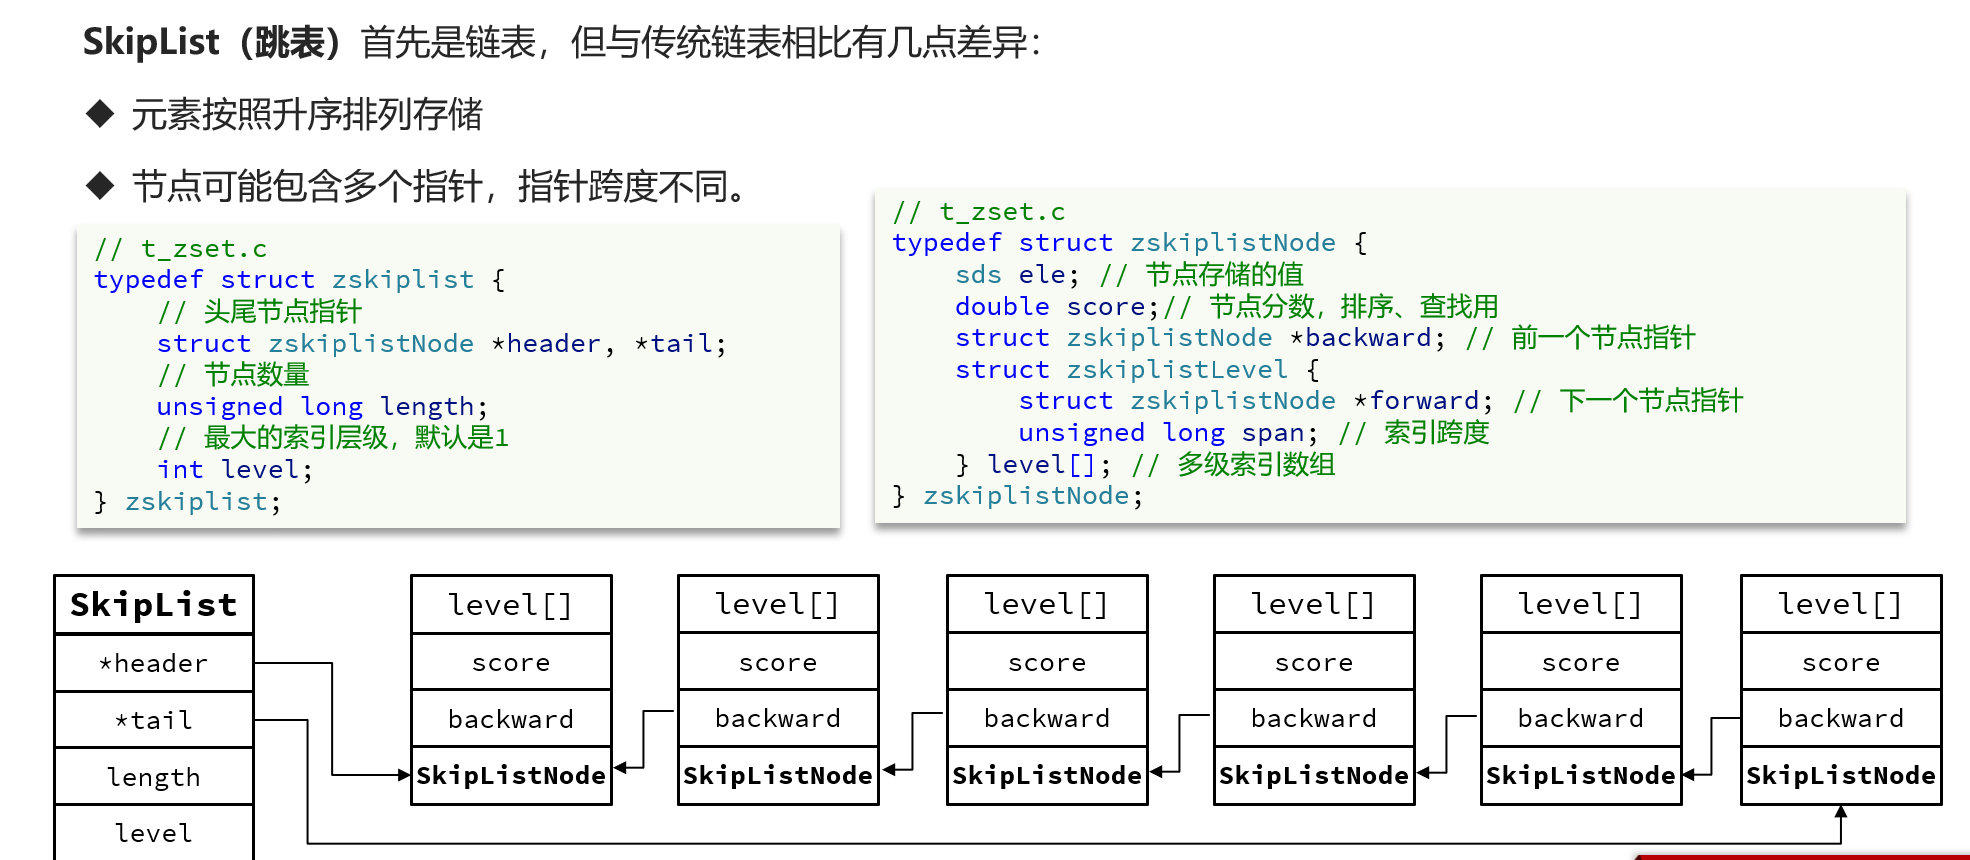 SkipList（跳表）首先是链表，但与传统链表相比有几点差异：
◆ 元素按照升序排列存储
◆ 节点可能包含多个指针，指针跨度不同。
// t_zset.c
typedef struct zskiplist {
    // 头尾节点指针
    struct zskiplistNode *header, *tail;
    // 节点数量
    unsigned long length;
    // 最大的索引层级，默认是1
    int level;
} zskiplist;
// t_zset.c
typedef struct zskiplistNode {
    sds ele; // 节点存储的值
    double score;// 节点分数，排序、查找用
    struct zskiplistNode *backward; // 前一个节点指针
    struct zskiplistLevel {
        struct zskiplistNode *forward; // 下一个节点指针
        unsigned long span; // 索引跨度
    } level[]; // 多级索引数组
} zskiplistNode;
SkipList
*header
*tail
length
level
level[]
score
backward
SkipListNode
level[]
score
backward
SkipListNode
level[]
score
backward
SkipListNode
level[]
score
backward
SkipListNode
level[]
score
backward
SkipListNode
level[]
score
backward
SkipListNode